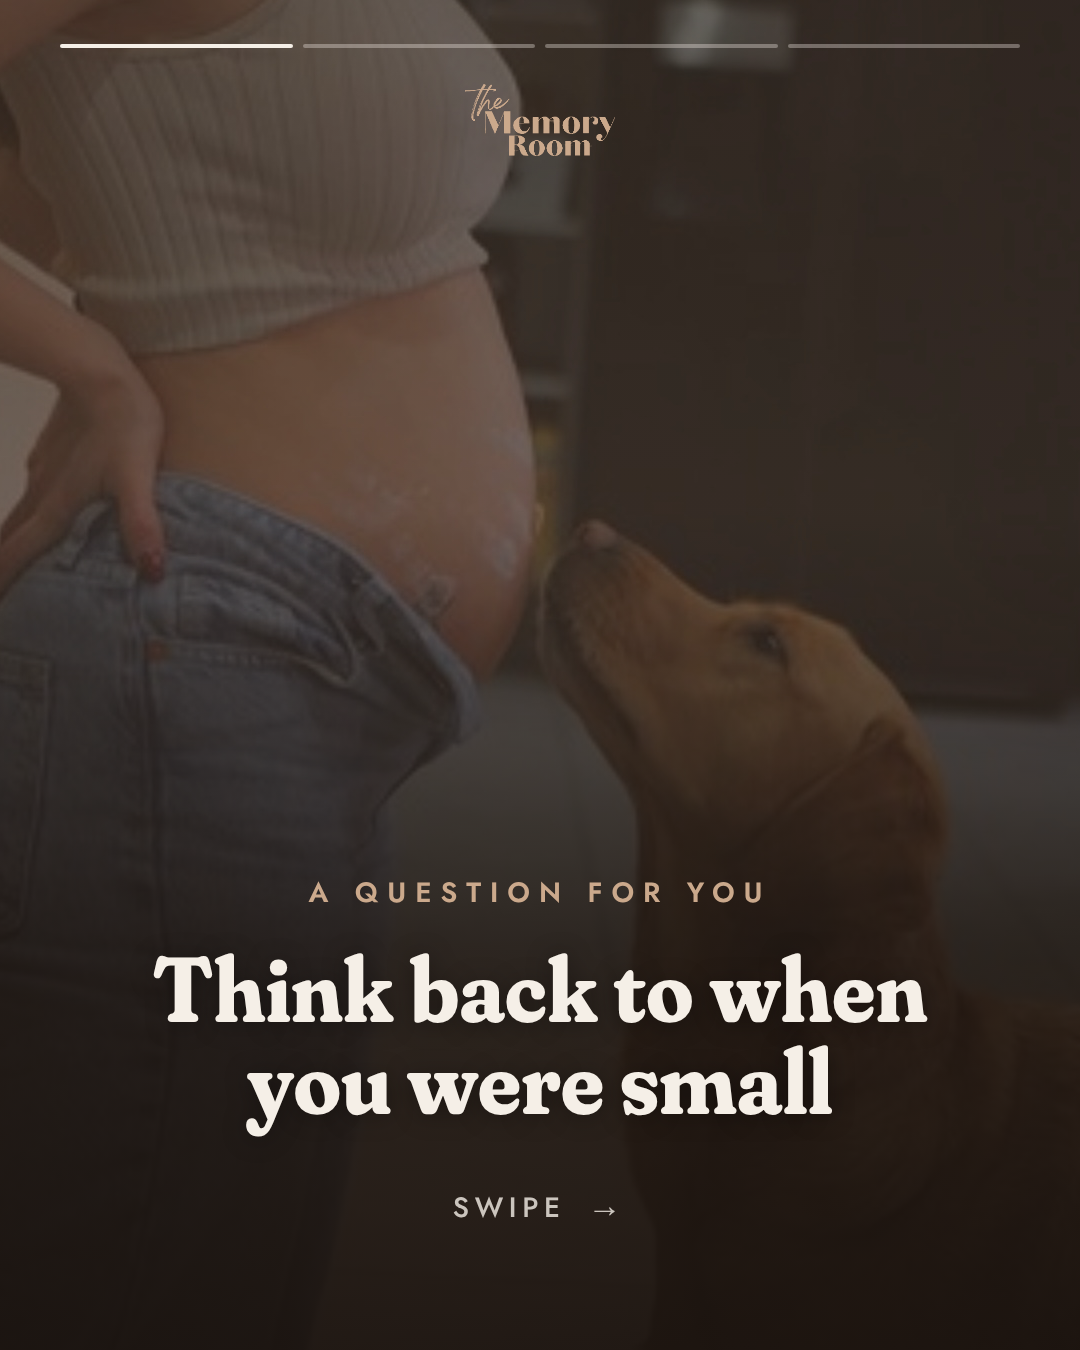 The
Memory
Room
A QUESTION FOR YOU
Think back to when
you were small
SWIPE →